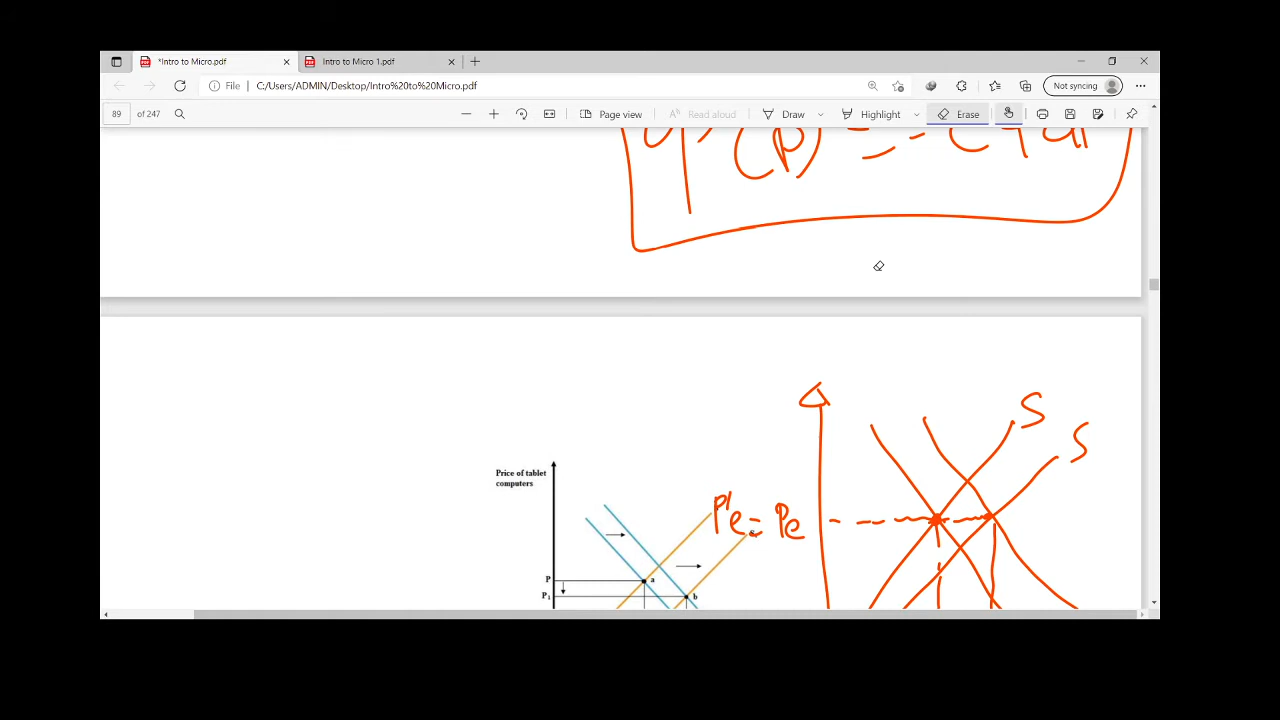 *Intro to Micro.pdf
Intro to Micro 1.pdf
File
C:/Users/ADMIN/Desktop/Intro%20to%20Micro.pdf
Not syncing
89 of 247
Page view
Read aloud
Draw
Highlight
Erase
(P) =
S
S
Price of tablet
computers
P'e = Pe
P
a
P1
b